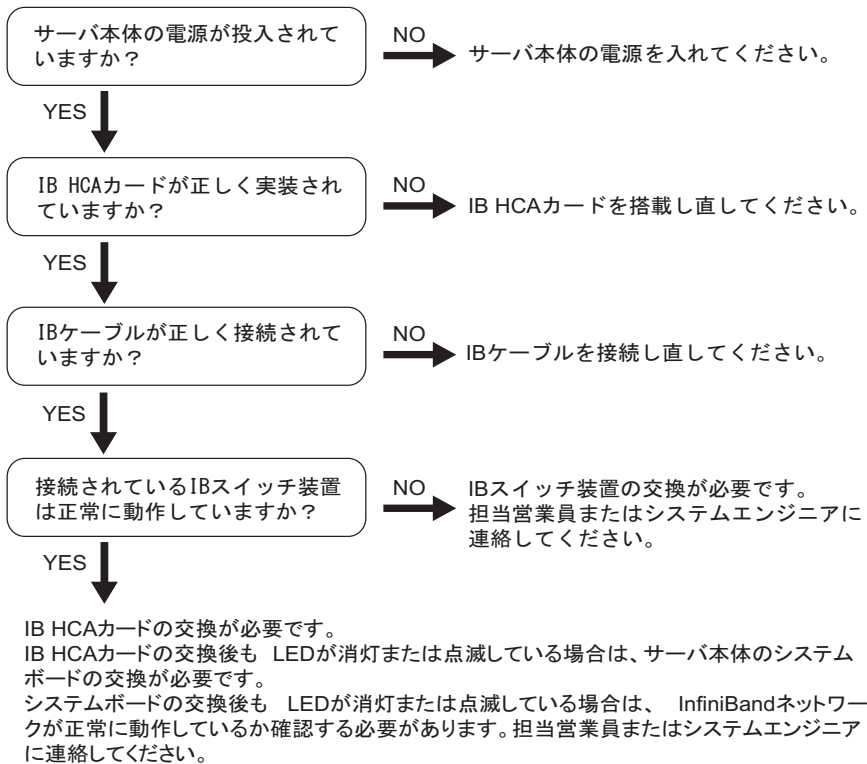 サーバ本体の電源が投入されて
いますか？
NO
サーバ本体の電源を入れてください。
YES
IB HCAカードが正しく実装され
ていますか？
NO
IB HCAカードを搭載し直してください。
YES
IBケーブルが正しく接続されて
いますか？
NO
IBケーブルを接続し直してください。
YES
接続されているIBスイッチ装置
は正常に動作していますか？
NO
IBスイッチ装置の交換が必要です。
担当営業員またはシステムエンジニアに
連絡してください。
YES
IB HCAカードの交換が必要です。
IB HCAカードの交換後も LEDが消灯または点滅している場合は、サーバ本体のシステム
ボードの交換が必要です。
システムボードの交換後も LEDが消灯または点滅している場合は、 InfiniBandネットワー
クが正常に動作しているか確認する必要があります。担当営業員またはシステムエンジニア
に連絡してください。